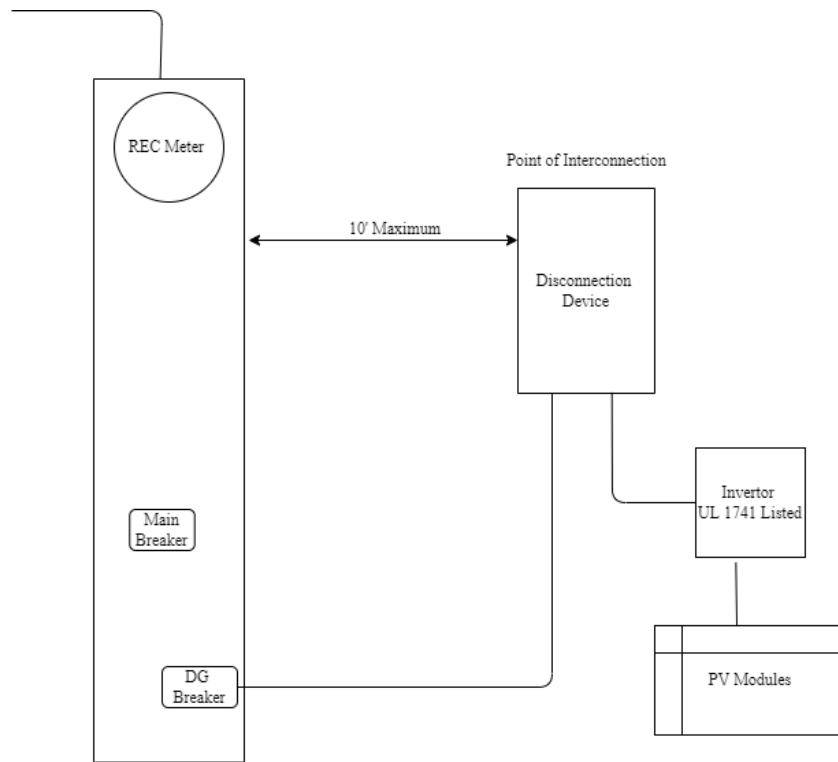 REC Meter
Point of Interconnection
10' Maximum
Disconnection
Device
Invertor
UL 1741 Listed
Main
Breaker
DG
Breaker
PV Modules